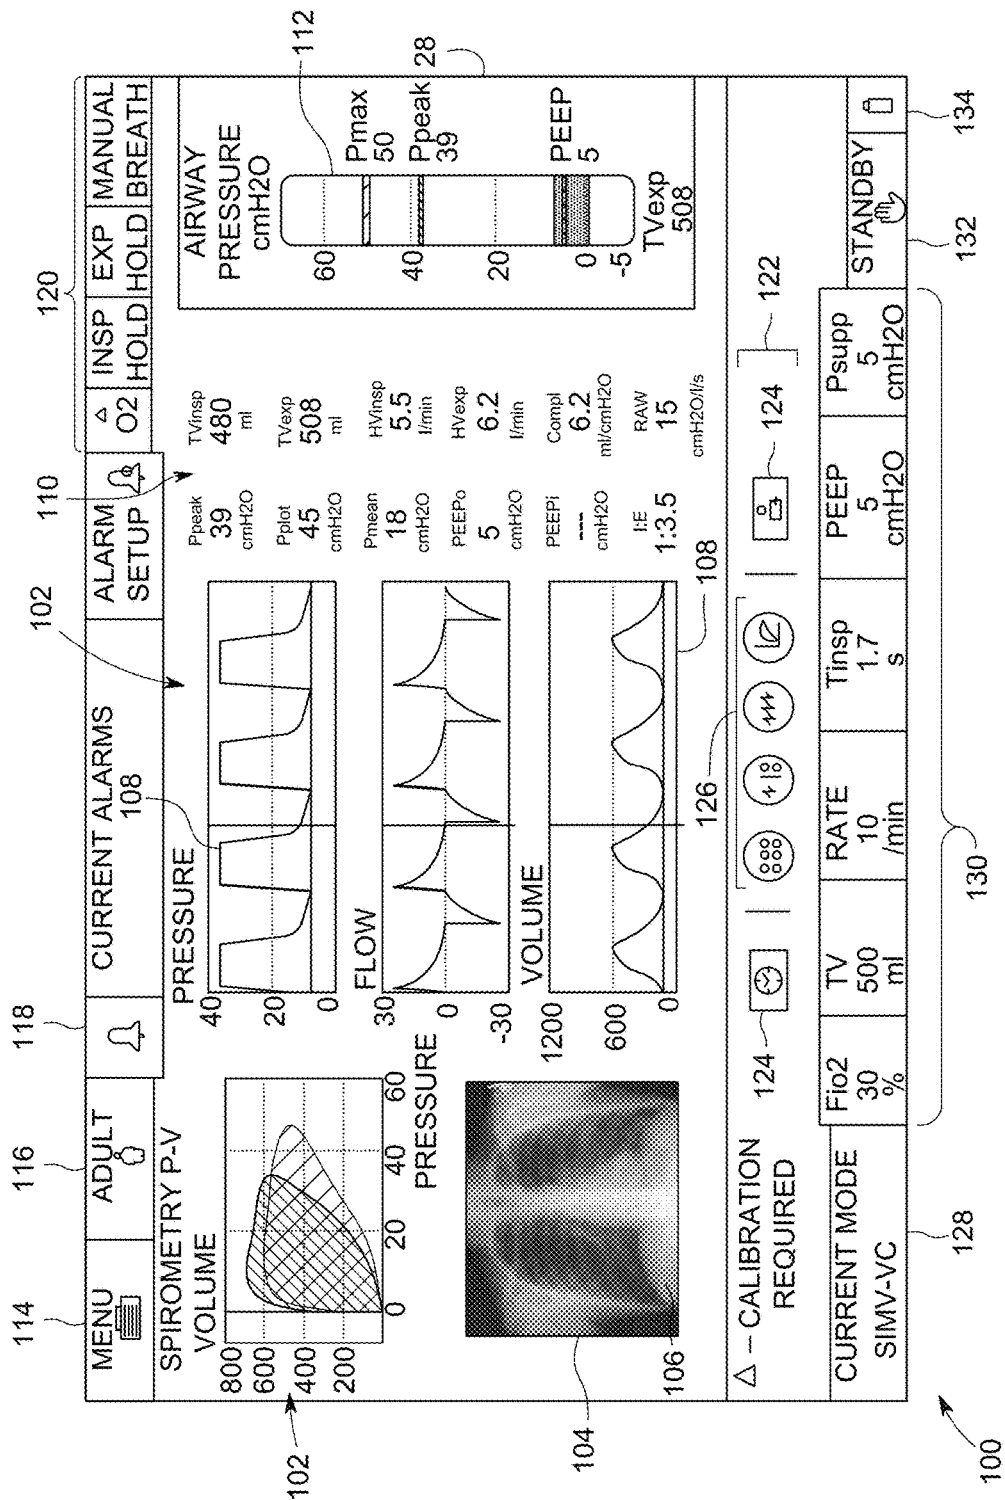 100
114
116
118
102
110
120
112
28
MENU
ADULT
CURRENT ALARMS
ALARM
SETUP
△
O2
INSP
HOLD
EXP
HOLD
MANUAL
BREATH
SPIROMETRY P-V
VOLUME
800
600
400
200
0
20
40
60
PRESSURE
102
104
106
PRESSURE
108
40
20
0
FLOW
30
0
-30
VOLUME
1200
600
0
108
Ppeak
39
cmH2O
TVinsp
480
ml
Pplot
45
cmH2O
TVexp
508
ml
Pmean
18
cmH2O
HVinsp
5.5
l/min
PEEPo
5
cmH2O
HVexp
6.2
l/min
PEEPi
---
cmH2O
Compl
6.2
ml/cmH2O
I:E
1:3.5
RAW
15
cmH2O/l/s
AIRWAY
PRESSURE
cmH2O
60
40
20
0
-5
Pmax
50
Ppeak
39
PEEP
5
TVexp
508
△ – CALIBRATION
REQUIRED
124
126
124
122
CURRENT MODE
SIMV-VC
Fio2
30
%
TV
500
ml
RATE
10
/min
Tinsp
1.7
s
PEEP
5
cmH2O
Psupp
5
cmH2O
STANDBY
128
130
132
134